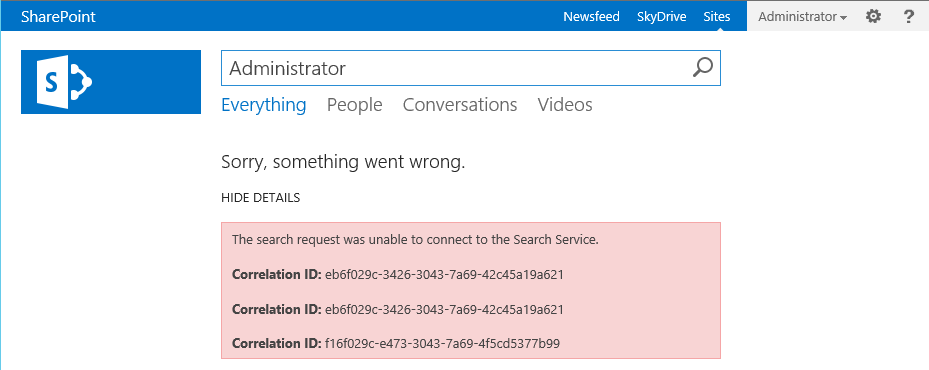 SharePoint Newsfeed SkyDrive Sites Administrator ?
S
Administrator
Everything People Conversations Videos
Sorry, something went wrong.
HIDE DETAILS
The search request was unable to connect to the Search Service.
Correlation ID: eb6f029c-3426-3043-7a69-42c45a19a621
Correlation ID: eb6f029c-3426-3043-7a69-42c45a19a621
Correlation ID: f16f029c-e473-3043-7a69-4f5cd5377b99